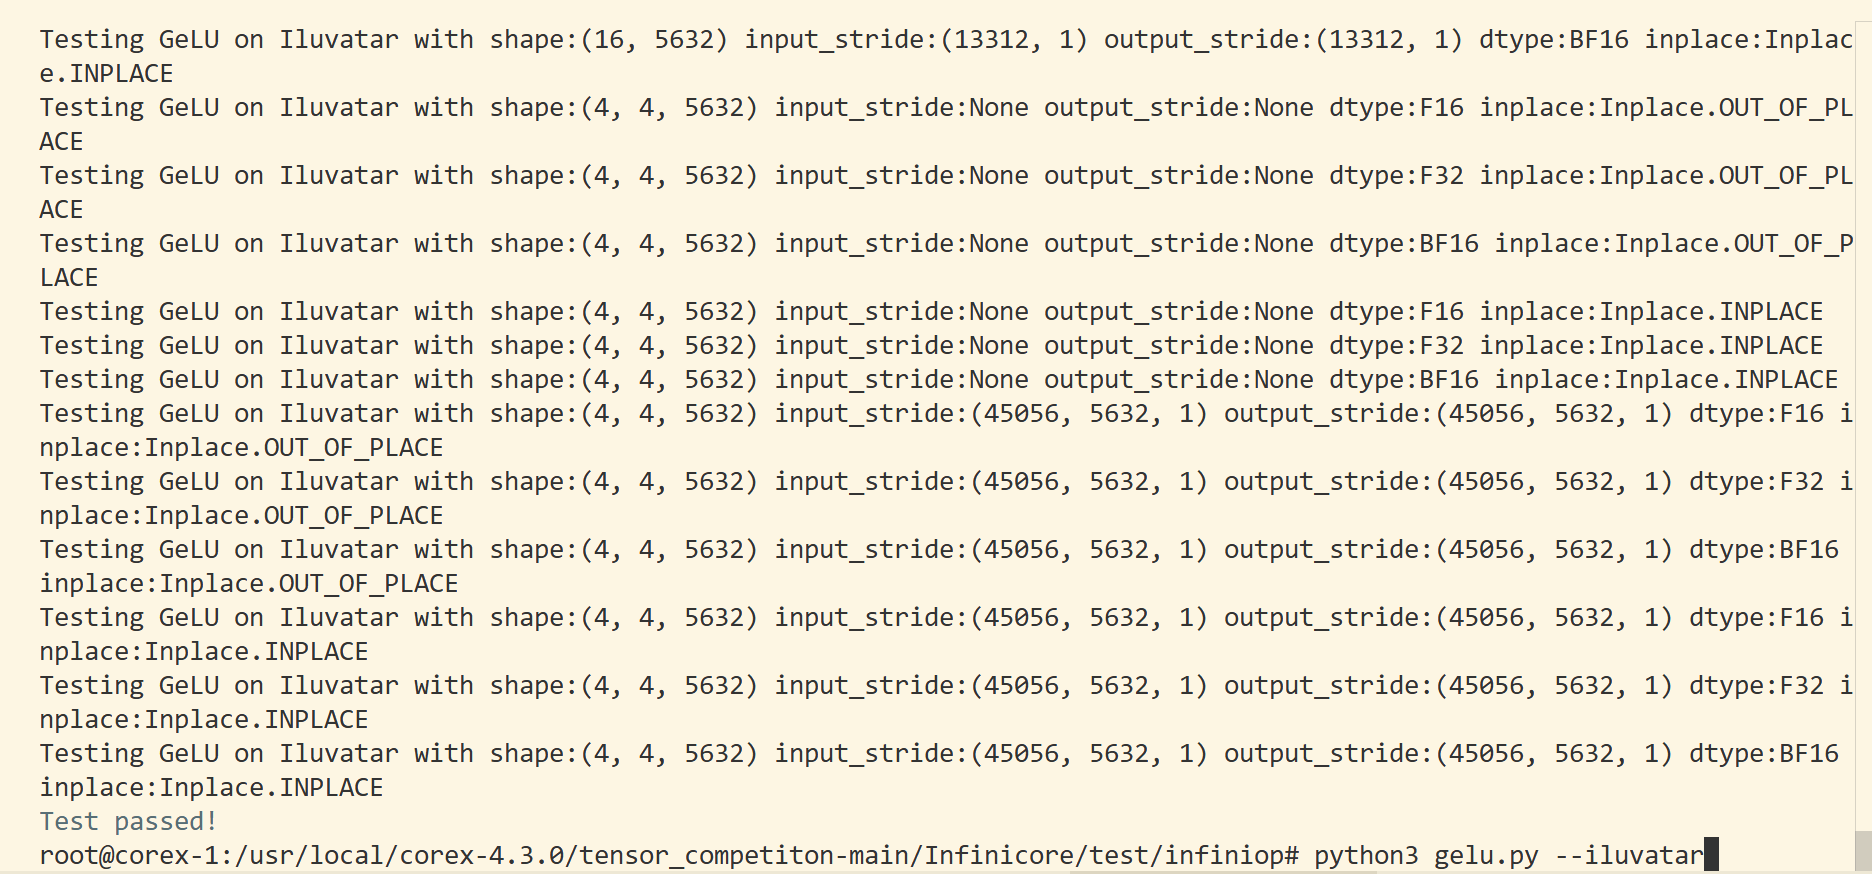 Testing GeLU on Iluvatar with shape:(16, 5632) input_stride:(13312, 1) output_stride:(13312, 1) dtype:BF16 inplace:Inplac
e.INPLACE
Testing GeLU on Iluvatar with shape:(4, 4, 5632) input_stride:None output_stride:None dtype:F16 inplace:Inplace.OUT_OF_PL
ACE
Testing GeLU on Iluvatar with shape:(4, 4, 5632) input_stride:None output_stride:None dtype:F32 inplace:Inplace.OUT_OF_PL
ACE
Testing GeLU on Iluvatar with shape:(4, 4, 5632) input_stride:None output_stride:None dtype:BF16 inplace:Inplace.OUT_OF_P
LACE
Testing GeLU on Iluvatar with shape:(4, 4, 5632) input_stride:None output_stride:None dtype:F16 inplace:Inplace.INPLACE
Testing GeLU on Iluvatar with shape:(4, 4, 5632) input_stride:None output_stride:None dtype:F32 inplace:Inplace.INPLACE
Testing GeLU on Iluvatar with shape:(4, 4, 5632) input_stride:None output_stride:None dtype:BF16 inplace:Inplace.INPLACE
Testing GeLU on Iluvatar with shape:(4, 4, 5632) input_stride:(45056, 5632, 1) output_stride:(45056, 5632, 1) dtype:F16 i
nplace:Inplace.OUT_OF_PLACE
Testing GeLU on Iluvatar with shape:(4, 4, 5632) input_stride:(45056, 5632, 1) output_stride:(45056, 5632, 1) dtype:F32 i
nplace:Inplace.OUT_OF_PLACE
Testing GeLU on Iluvatar with shape:(4, 4, 5632) input_stride:(45056, 5632, 1) output_stride:(45056, 5632, 1) dtype:BF16
inplace:Inplace.OUT_OF_PLACE
Testing GeLU on Iluvatar with shape:(4, 4, 5632) input_stride:(45056, 5632, 1) output_stride:(45056, 5632, 1) dtype:F16 i
nplace:Inplace.INPLACE
Testing GeLU on Iluvatar with shape:(4, 4, 5632) input_stride:(45056, 5632, 1) output_stride:(45056, 5632, 1) dtype:F32 i
nplace:Inplace.INPLACE
Testing GeLU on Iluvatar with shape:(4, 4, 5632) input_stride:(45056, 5632, 1) output_stride:(45056, 5632, 1) dtype:BF16
inplace:Inplace.INPLACE
Test passed!
root@corex-1:/usr/local/corex-4.3.0/tensor_competiton-main/Infinicore/test/infiniop# python3 gelu.py --iluvatar